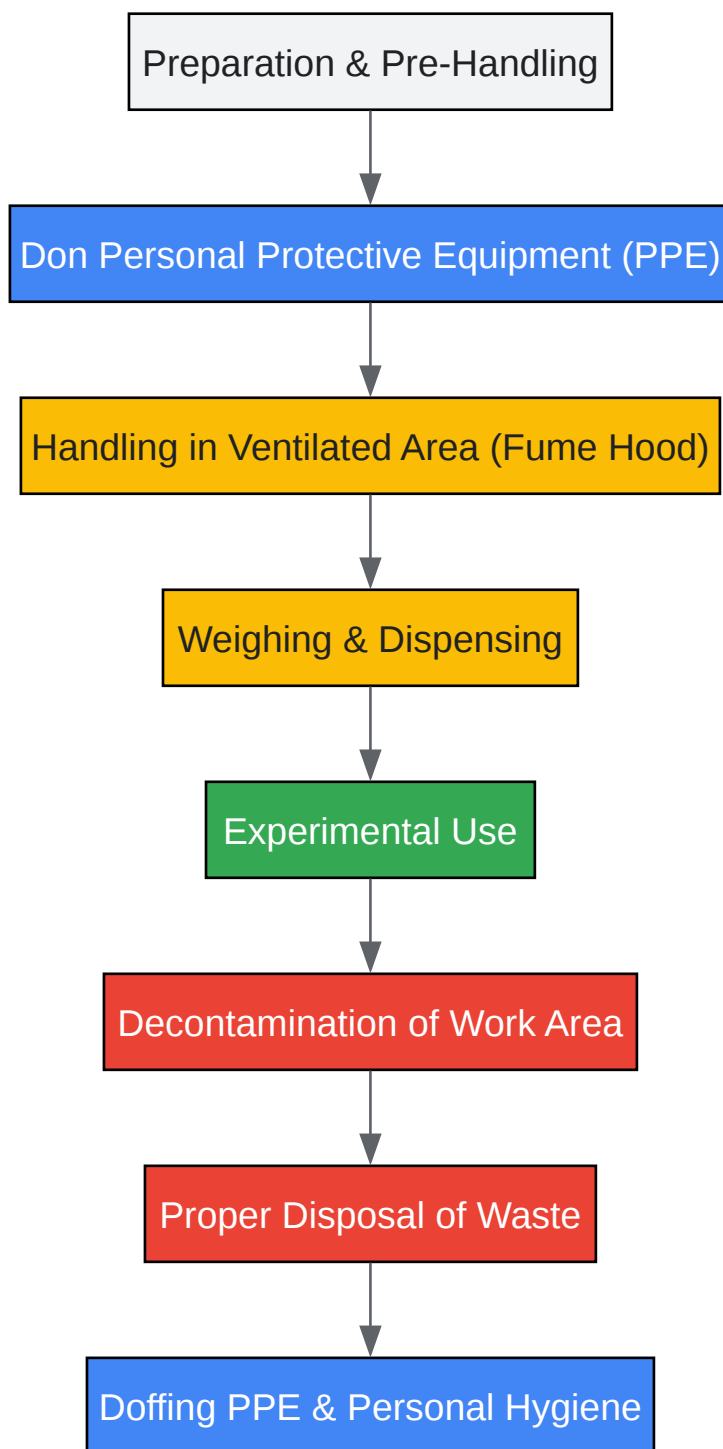 Preparation & Pre-Handling
Don Personal Protective Equipment (PPE)
Handling in Ventilated Area (Fume Hood)
Weighing & Dispensing
Experimental Use
Decontamination of Work Area
Proper Disposal of Waste
Doffing PPE & Personal Hygiene